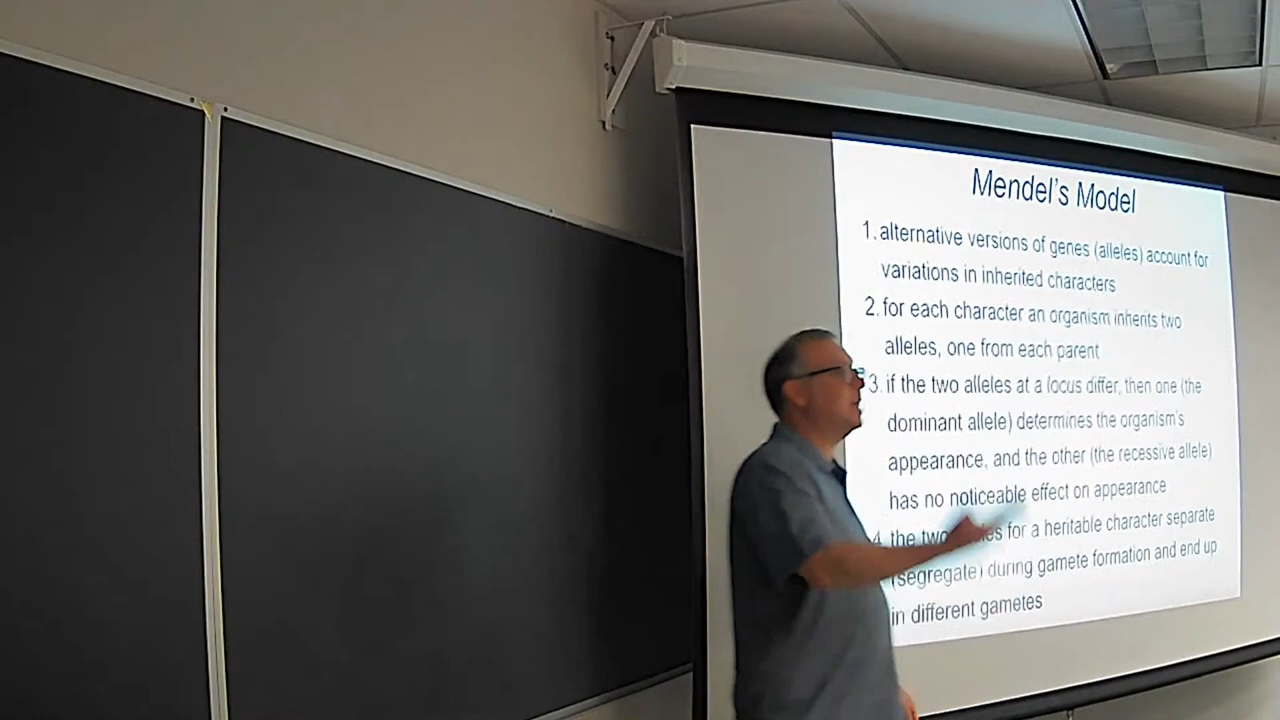 Mendel's Model
1. alternative versions of genes (alleles) account for
variations in inherited characters
2. for each character an organism inherits two
alleles, one from each parent
3. if the two alleles at a locus differ, then one (the
dominant allele) determines the organism's
appearance, and the other (the recessive allele)
has no noticeable effect on appearance
4. the two for a heritable character separate
(segregate) during gamete formation and end up
in different gametes